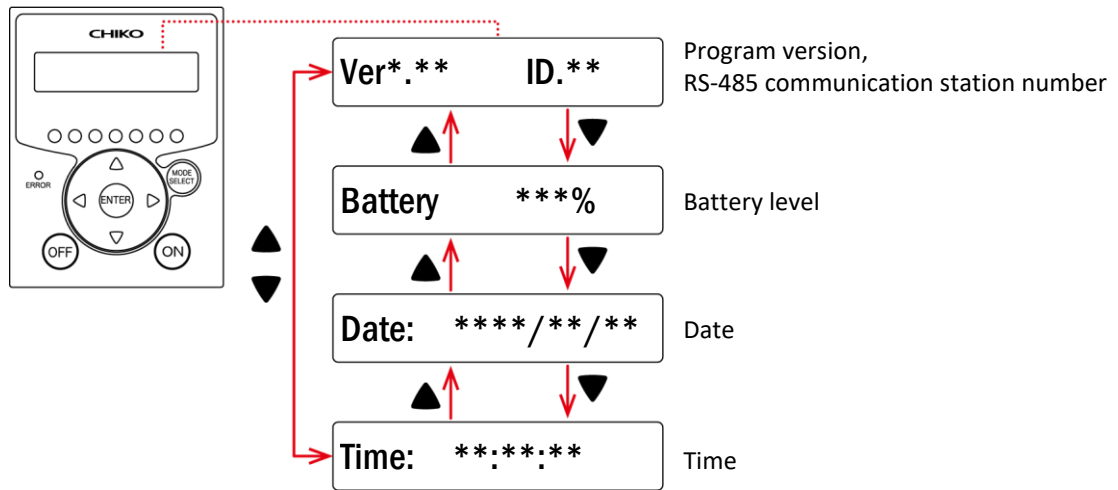 CHIKO
ERROR
MODE
SELECT
ENTER
OFF
ON
Ver*.** ID.**
Program version,
RS-485 communication station number
Battery ***%
Battery level
Date: ****/**/**
Date
Time: **:**:**
Time